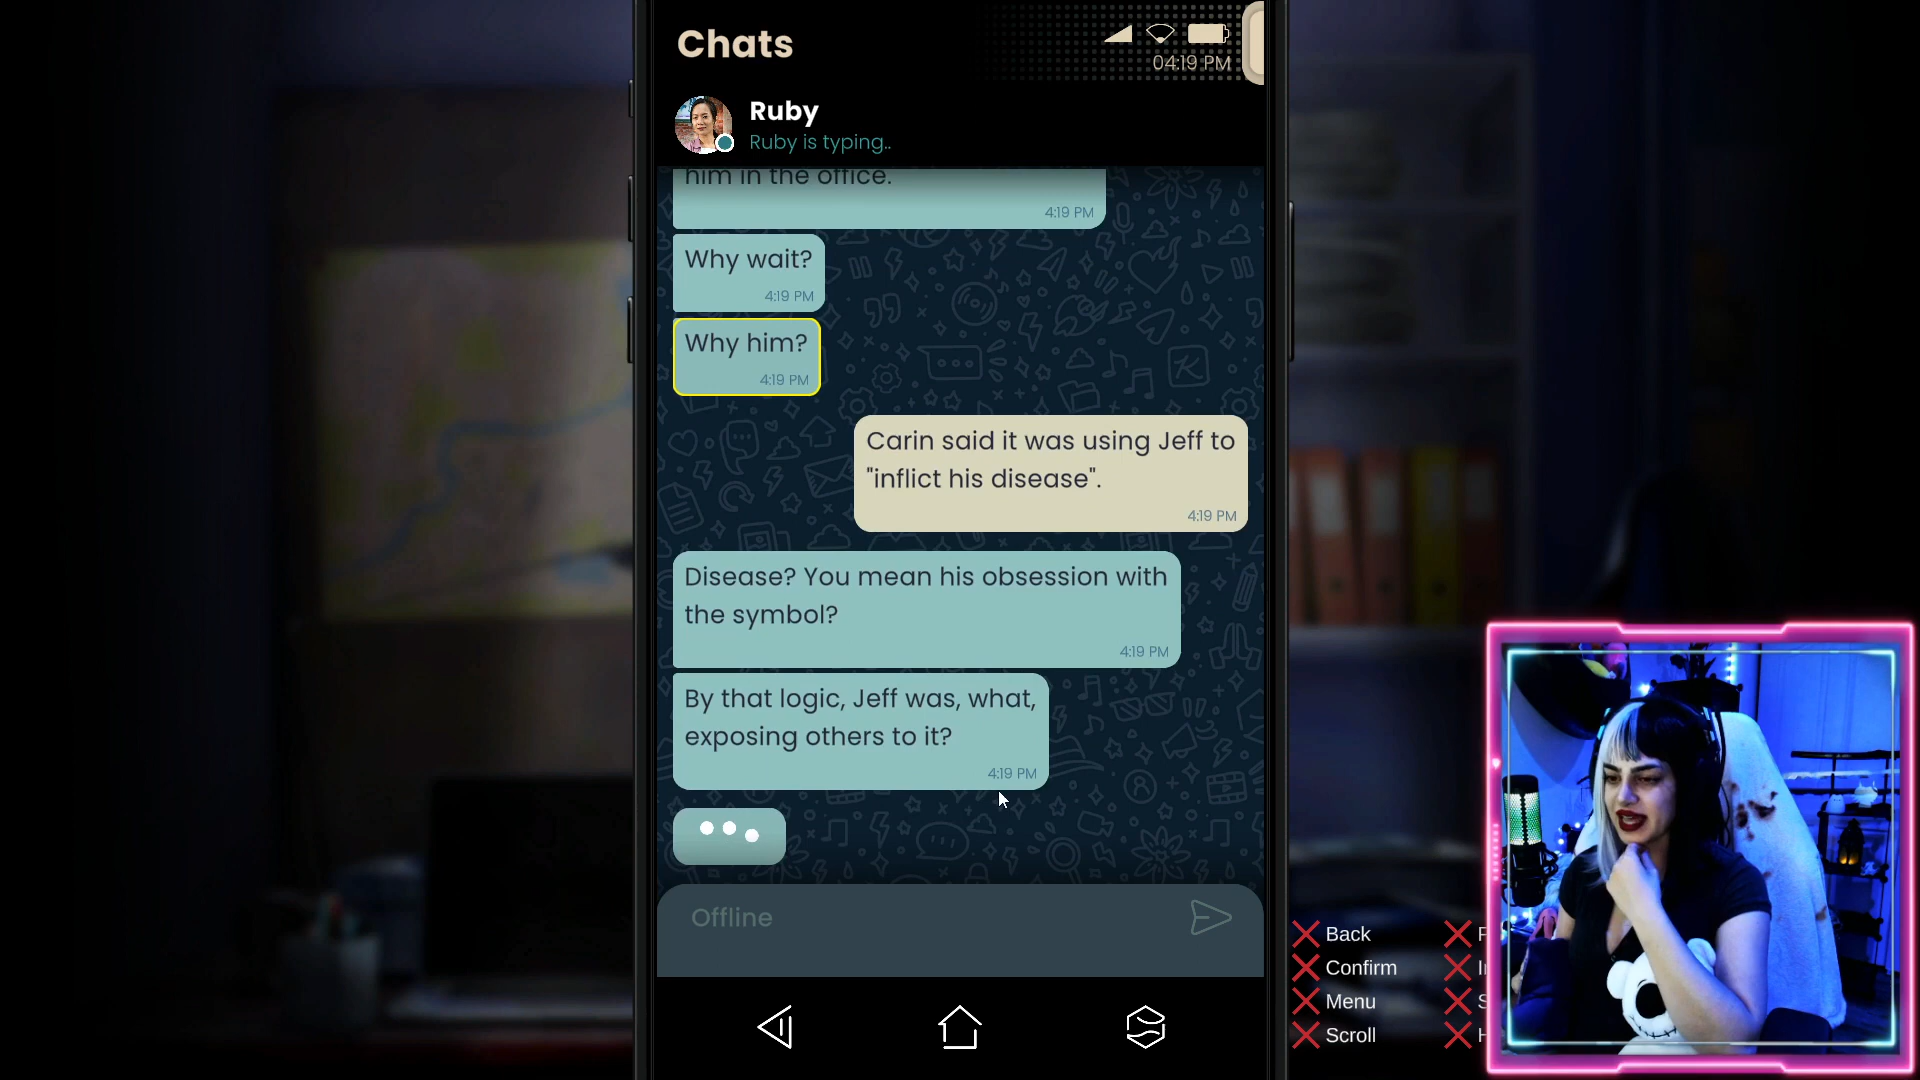 Chats
04:19 PM
Ruby
Ruby is typing..
him in the office.
4:19 PM
Why wait?
4:19 PM
Why him?
4:19 PM
Carin said it was using Jeff to
"inflict his disease".
4:19 PM
Disease? You mean his obsession with
the symbol?
4:19 PM
By that logic, Jeff was, what,
exposing others to it?
4:19 PM
Offline
Back
Confirm
Menu
Scroll